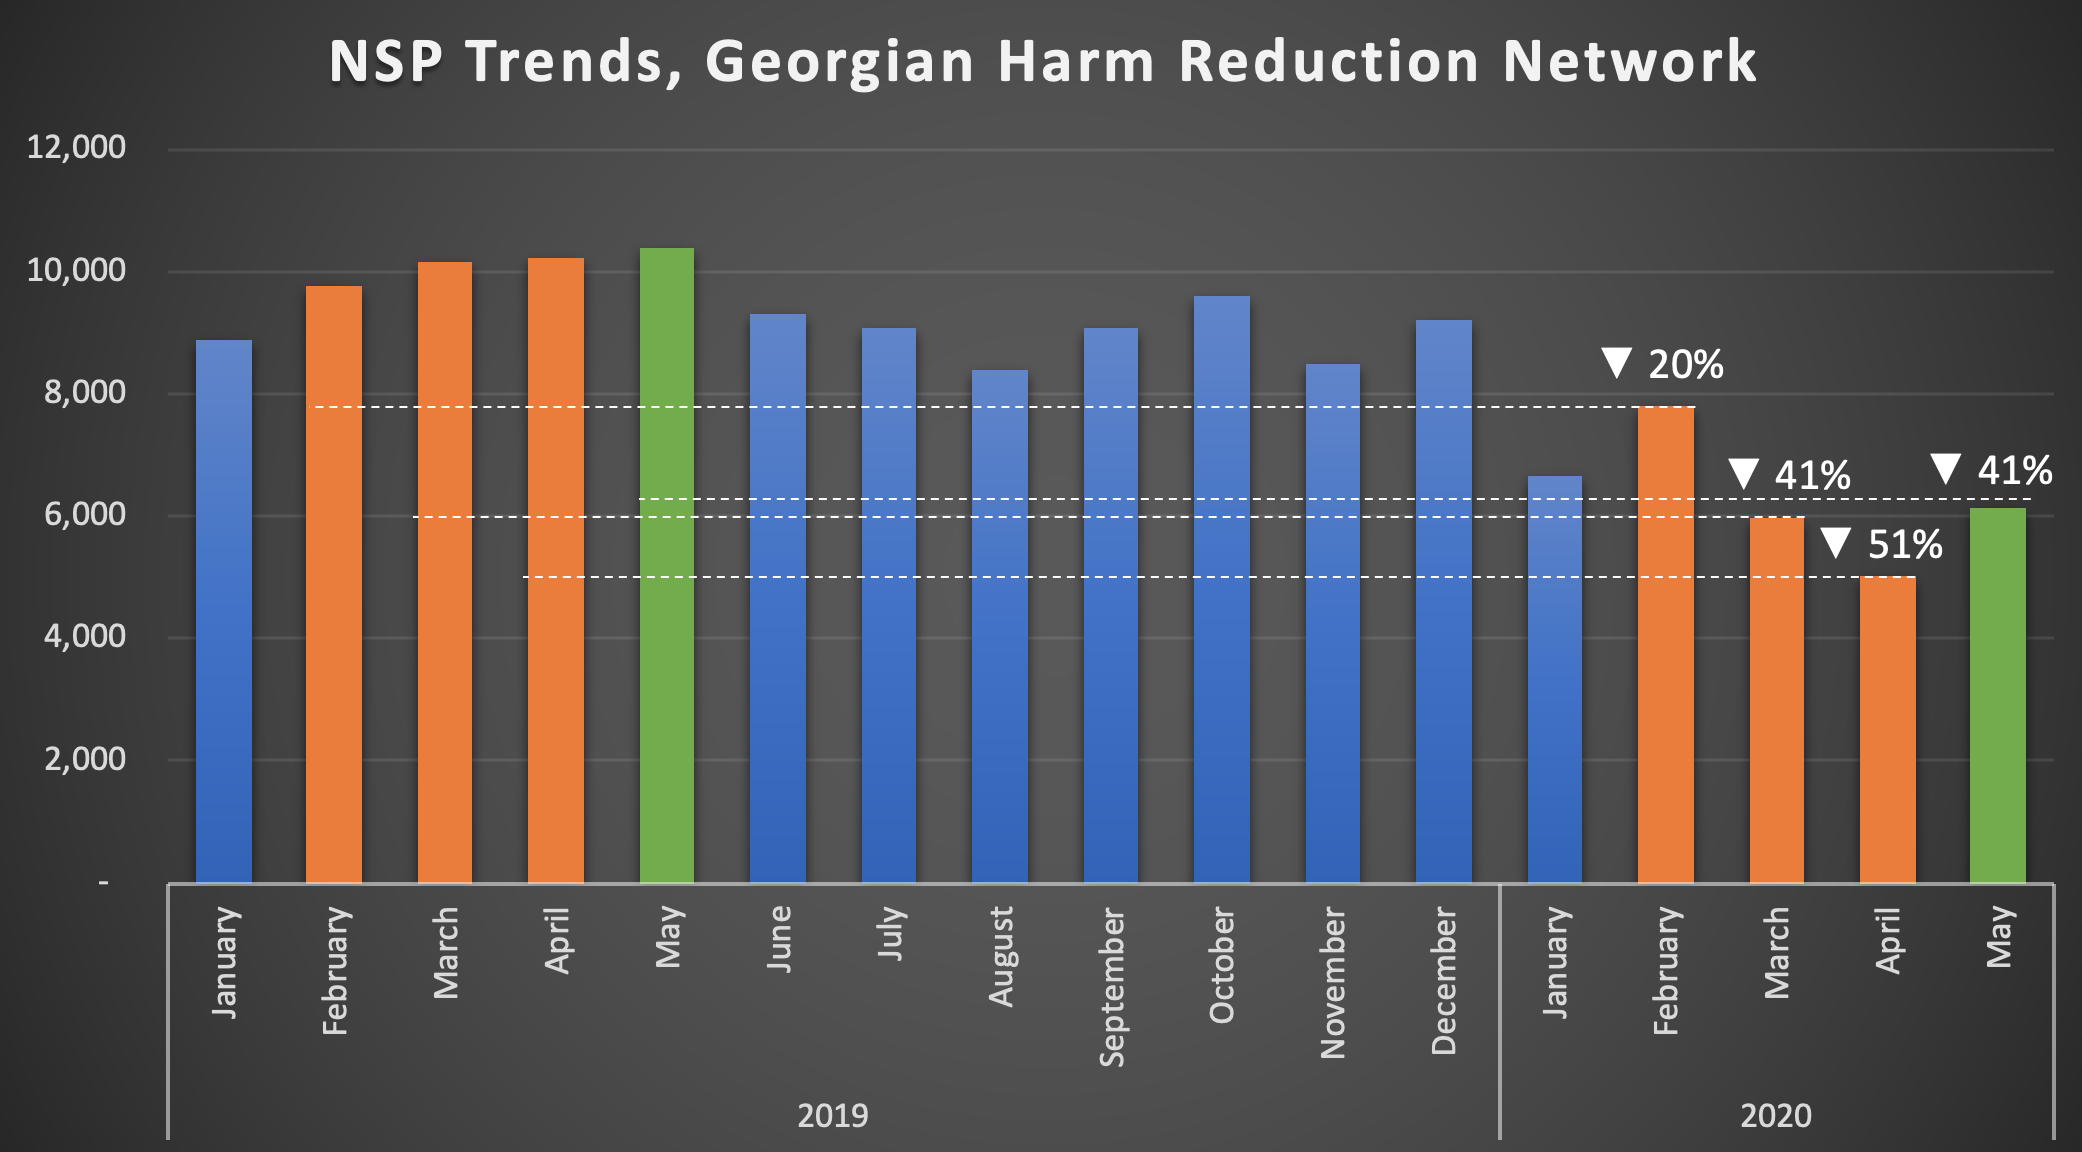 NSP Trends, Georgian Harm Reduction Network
12,000
10,000
8,000
6,000
4,000
2,000
-
▼ 20%
▼ 41%
▼ 41%
▼ 51%
January
February
March
April
May
June
July
August
September
October
November
December
January
February
March
April
May
2019
2020